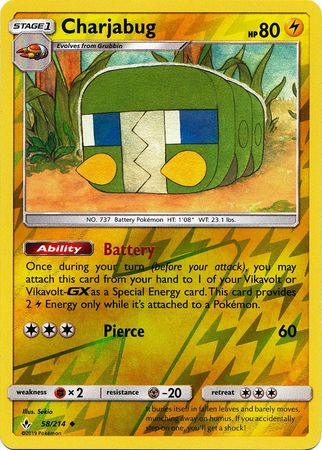 STAGE 1 Charjabug HP 80
Evolves from Grubbin
NO. 737 Battery Pokémon HT: 1'08" WT: 23.1 lbs.
Ability Battery
Once during your turn (before your attack), you may
attach this card from your hand to 1 of your Vikavolt or
Vikavolt-GX as a Special Energy card. This card provides
2 Energy only while it's attached to a Pokémon.
Pierce 60
weakness × 2 resistance -20 retreat
Illus. Sekio
58/214
©2019 Pokémon
It buries itself in fallen leaves and barely moves,
munching away on humus. If you accidentally
step on one, you'll get a shock!